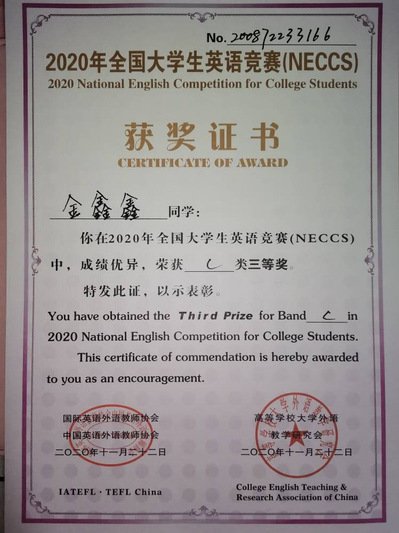 No. 200872233166
2020年全国大学生英语竞赛(NECCS)
2020 National English Competition for College Students
获奖证书
CERTIFICATE OF AWARD
金鑫鑫同学:
你在2020年全国大学生英语竞赛(NECCS)
中，成绩优异，荣获 C 类三等奖。
特发此证，以示表彰。
You have obtained the Third Prize for Band C in
2020 National English Competition for College Students.
This certificate of commendation is hereby awarded
to you as an encouragement.
国际英语外语教师协会
中国英语外语教师协会
二〇二〇年十一月二十二日
IATEFL·TEFL China
高等学校大学外语
教学研究会
二〇二〇年十一月二十二日
College English Teaching &
Research Association of China